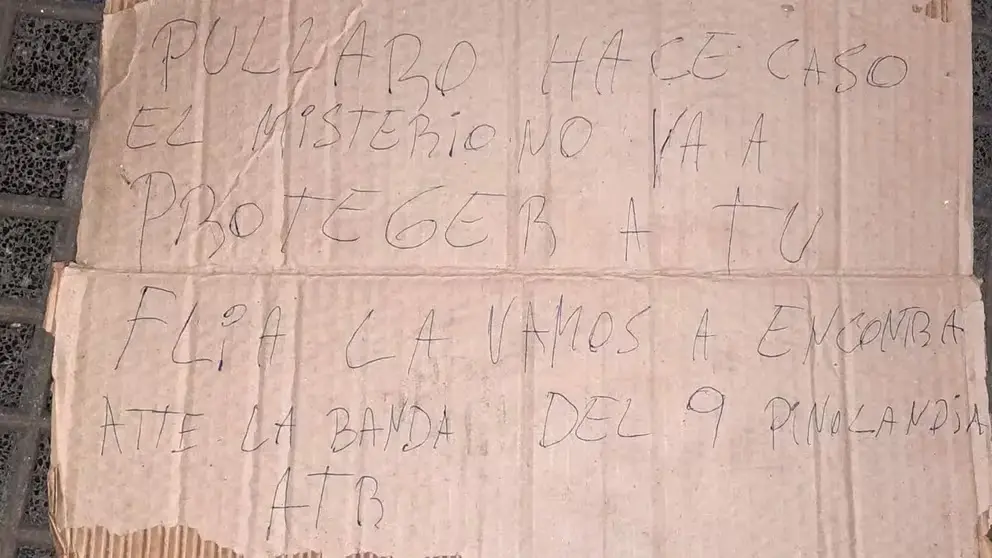 PULLARO HACE CASO
EL MISTERIO NO VA A
PROTEGER A TU
FLiA LA VAMOS A ENCONTRA
ATTE LA BANDA DEL 9 PINOLANDiA
ATR